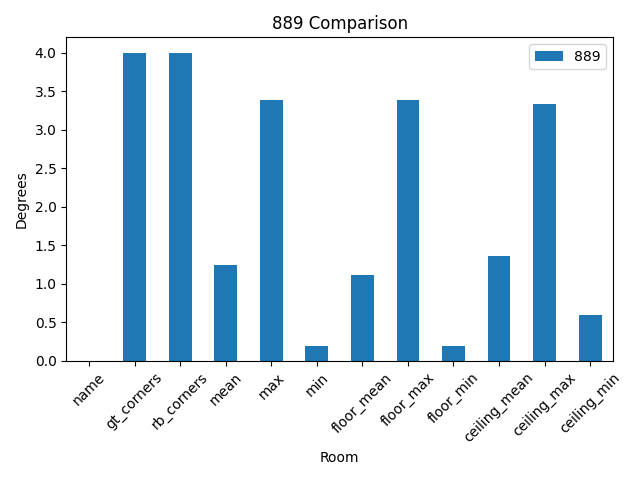 889 Comparison
889
Degrees
4.0
3.5
3.0
2.5
2.0
1.5
1.0
0.5
0.0
name
gt_corners
rb_corners
mean
max
min
floor_mean
floor_max
floor_min
ceiling_mean
ceiling_max
ceiling_min
Room